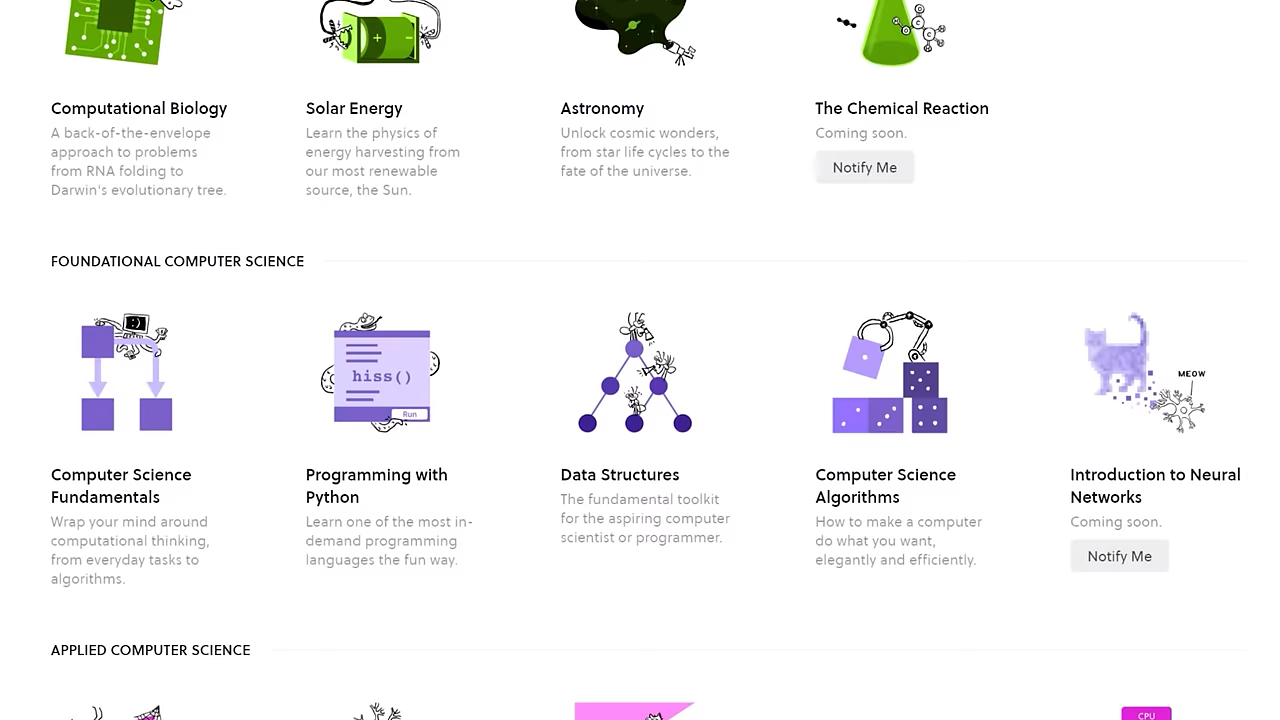 Computational Biology
A back-of-the-envelope
approach to problems
from RNA folding to
Darwin's evolutionary tree.
Solar Energy
Learn the physics of
energy harvesting from
our most renewable
source, the Sun.
Astronomy
Unlock cosmic wonders,
from star life cycles to the
fate of the universe.
The Chemical Reaction
Coming soon.
Notify Me
FOUNDATIONAL COMPUTER SCIENCE
hiss()
Run
MEOW
Computer Science
Fundamentals
Wrap your mind around
computational thinking,
from everyday tasks to
algorithms.
Programming with
Python
Learn one of the most in-
demand programming
languages the fun way.
Data Structures
The fundamental toolkit
for the aspiring computer
scientist or programmer.
Computer Science
Algorithms
How to make a computer
do what you want,
elegantly and efficiently.
Introduction to Neural
Networks
Coming soon.
Notify Me
APPLIED COMPUTER SCIENCE
CPU